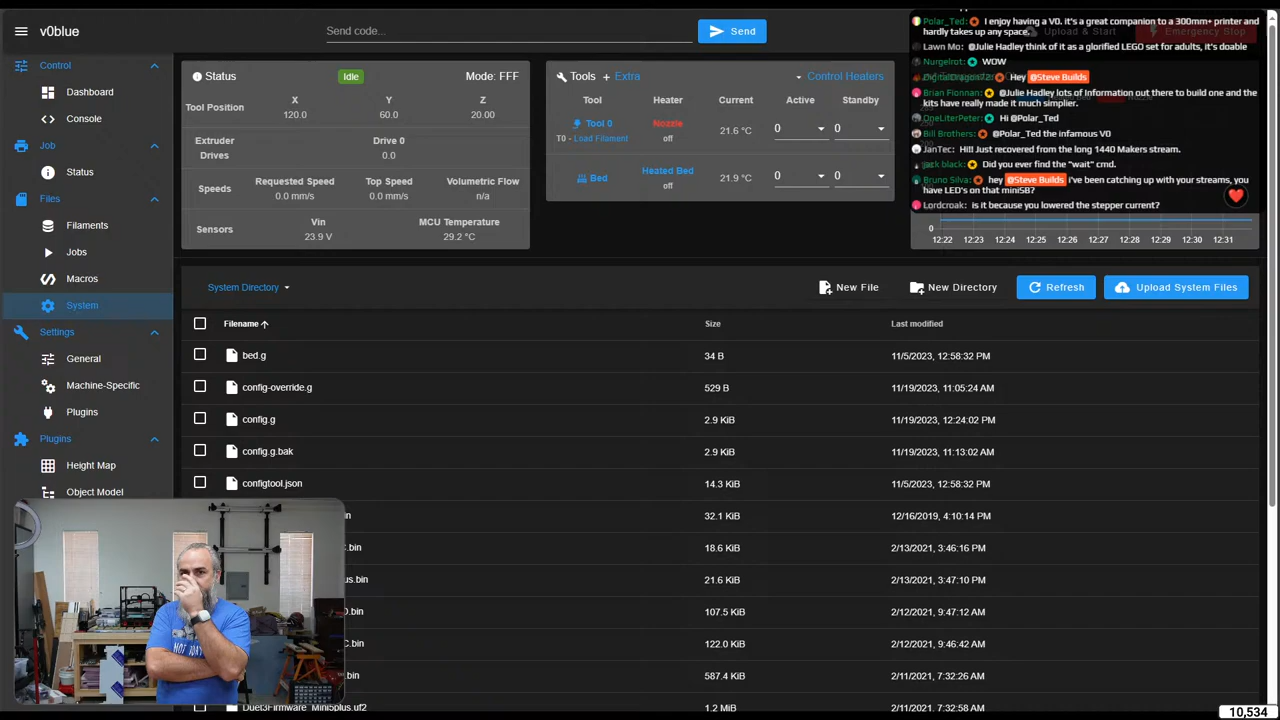 v0blue
Send code...
Send
Upload & Start
Emergency Stop
Polar_Ted: I enjoy having a V0. it's a great companion to a 300mm+ printer and
hardly takes up any space.
Lawn Mo: @Julie Hadley think of it as a glorified LEGO set for adults, it's doable
Nurgelrot: WOW
Hey @Steve Builds
Brian Fionnan: @Julie Hadley lots of Information out there to build one and the
kits have really made it much simplier.
OneLiterPeter: Hi @Polar_Ted
Bill Brothers: @Polar_Ted the infamous V0
JanTec: Hi!! Just recovered from the long 1440 Makers stream.
jack black: Did you ever find the "wait" cmd.
Bruno Silva: hey @Steve Builds i've been catching up with your streams, you
have LED's on that miniSB?
Lordcroak: is it because you lowered the stepper current?
0
12:22 12:23 12:24 12:25 12:26 12:27 12:28 12:29 12:30 12:31
Control
Dashboard
Console
Job
Status
Files
Filaments
Jobs
Macros
System
Settings
General
Machine-Specific
Plugins
Plugins
Height Map
Object Model
Status Idle Mode: FFF
Tool Position X Y Z
120.0 60.0 20.00
Extruder
Drives
Drive 0
0.0
Speeds
Requested Speed Top Speed Volumetric Flow
0.0 mm/s 0.0 mm/s n/a
Sensors
Vin MCU Temperature
23.9 V 29.2 °C
Tools + Extra Control Heaters
Tool Heater Current Active Standby
Tool 0
T0 - Load Filament
Nozzle
off
21.6 °C 0 0
Bed
Heated Bed
off
21.9 °C 0 0
System Directory
New File New Directory Refresh Upload System Files
Filename Size Last modified
bed.g 34 B 11/5/2023, 12:58:32 PM
config-override.g 529 B 11/19/2023, 11:05:24 AM
config.g 2.9 KiB 11/19/2023, 12:24:02 PM
config.g.bak 2.9 KiB 11/19/2023, 11:13:02 AM
configtool.json 14.3 KiB 11/5/2023, 12:58:32 PM
in 32.1 KiB 12/16/2019, 4:10:14 PM
C.bin 18.6 KiB 2/13/2021, 3:46:16 PM
us.bin 21.6 KiB 2/13/2021, 3:47:10 PM
D.bin 107.5 KiB 2/12/2021, 9:47:12 AM
C.bin 122.0 KiB 2/12/2021, 9:46:42 AM
.bin 587.4 KiB 2/11/2021, 7:32:26 AM
Duet3Firmware_Mini5plus.uf2 1.2 MiB 2/11/2021, 7:32:58 AM
10,534